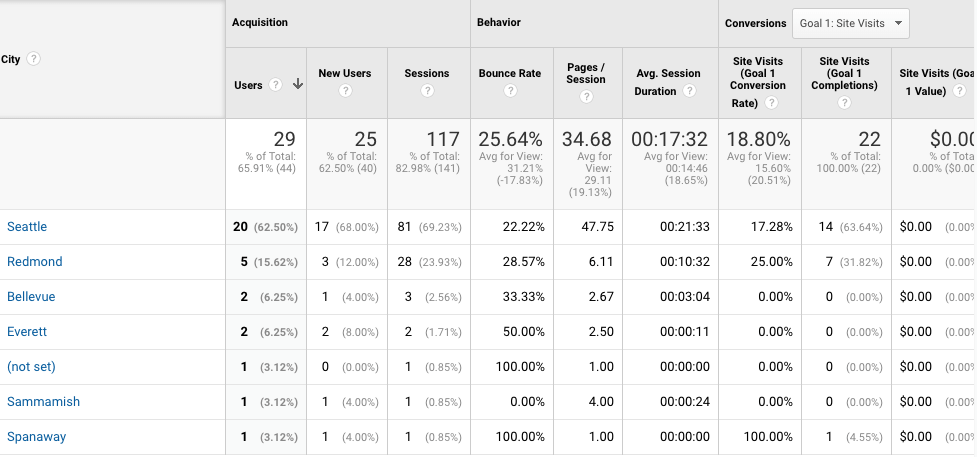 Acquisition Behavior Conversions Goal 1: Site Visits
City ?
Users ? New Users ? Sessions ? Bounce Rate ? Pages / Session ? Avg. Session Duration ? Site Visits (Goal 1 Conversion Rate) ? Site Visits (Goal 1 Completions) ? Site Visits (Goa 1 Value) ?
29 25 117 25.64% 34.68 00:17:32 18.80% 22 $0.00
% of Total: 65.91% (44) % of Total: 62.50% (40) % of Total: 82.98% (141) Avg for View: 31.21% (-17.83%) Avg for View: 29.11 (19.13%) Avg for View: 00:14:46 (18.65%) Avg for View: 15.60% (20.51%) % of Total: 100.00% (22) % of Tota 0.00% ($0.00
Seattle 20 (62.50%) 17 (68.00%) 81 (69.23%) 22.22% 47.75 00:21:33 17.28% 14 (63.64%) $0.00 (0.00%
Redmond 5 (15.62%) 3 (12.00%) 28 (23.93%) 28.57% 6.11 00:10:32 25.00% 7 (31.82%) $0.00 (0.00%
Bellevue 2 (6.25%) 1 (4.00%) 3 (2.56%) 33.33% 2.67 00:03:04 0.00% 0 (0.00%) $0.00 (0.00%
Everett 2 (6.25%) 2 (8.00%) 2 (1.71%) 50.00% 2.50 00:00:11 0.00% 0 (0.00%) $0.00 (0.00%
(not set) 1 (3.12%) 0 (0.00%) 1 (0.85%) 100.00% 1.00 00:00:00 0.00% 0 (0.00%) $0.00 (0.00%
Sammamish 1 (3.12%) 1 (4.00%) 1 (0.85%) 0.00% 4.00 00:00:24 0.00% 0 (0.00%) $0.00 (0.00%
Spanaway 1 (3.12%) 1 (4.00%) 1 (0.85%) 100.00% 1.00 00:00:00 100.00% 1 (4.55%) $0.00 (0.00%